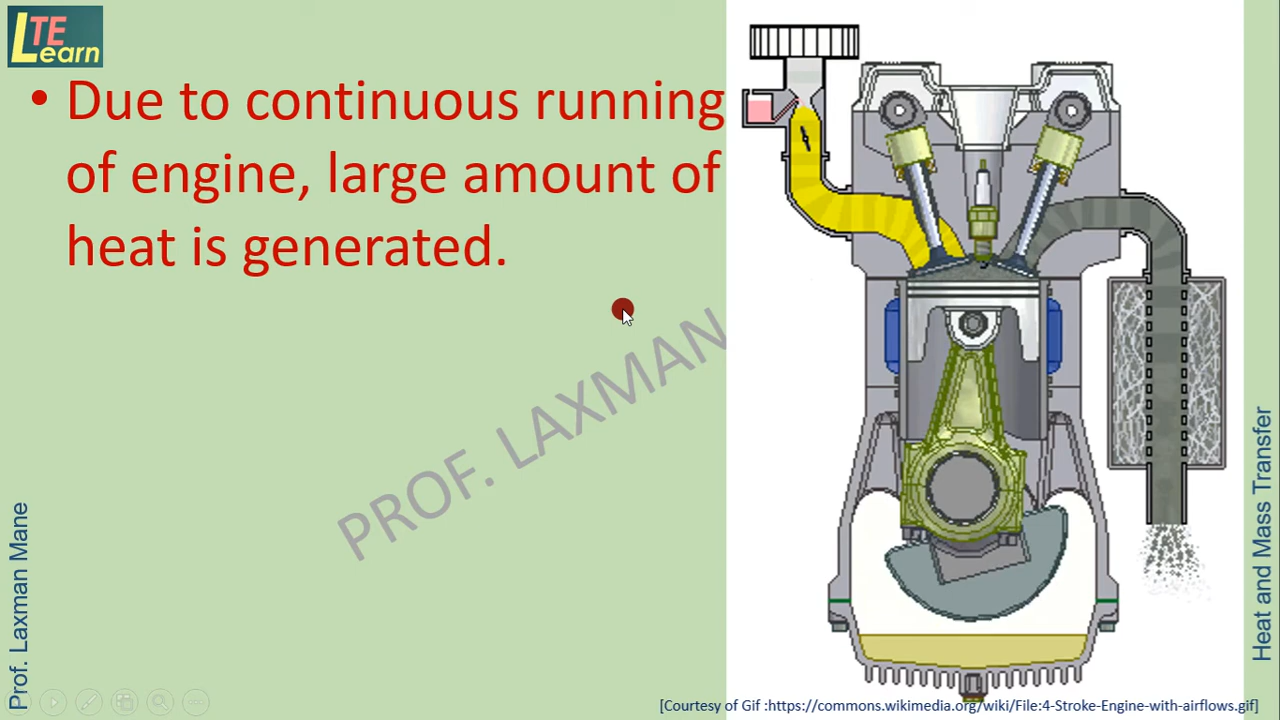 LTE
Learn
• Due to continuous running
of engine, large amount of
heat is generated.
PROF. LAXMAN
Prof. Laxman Mane
Heat and Mass Transfer
[Courtesy of Gif :https://commons.wikimedia.org/wiki/File:4-Stroke-Engine-with-airflows.gif]